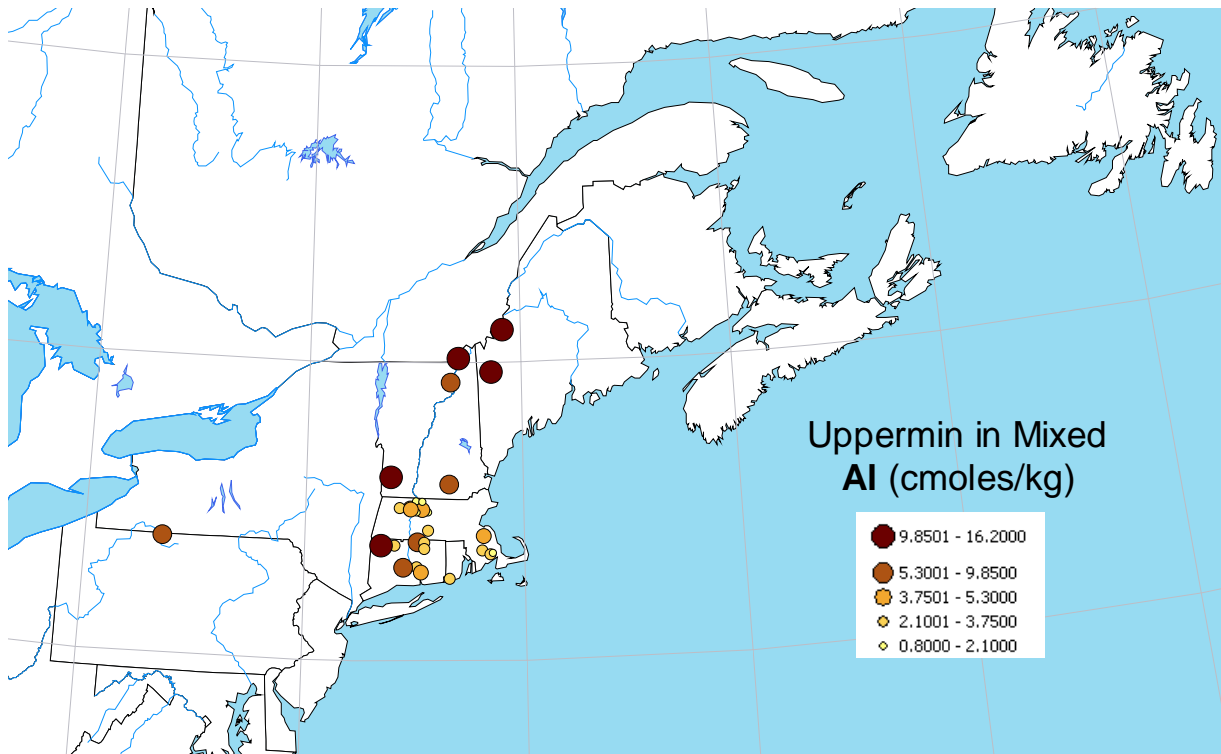 Uppermin in Mixed
Al (cmoles/kg)
9.8501 - 16.2000
5.3001 - 9.8500
3.7501 - 5.3000
2.1001 - 3.7500
0.8000 - 2.1000